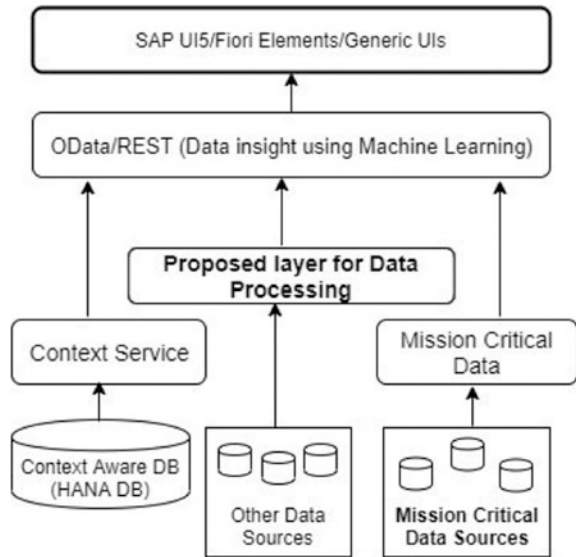 SAP UI5/Fiori Elements/Generic UIs
OData/REST (Data insight using Machine Learning)
Proposed layer for Data
Processing
Context Service
Mission Critical
Data
Context Aware DB
(HANA DB)
Other Data
Sources
Mission Critical
Data Sources